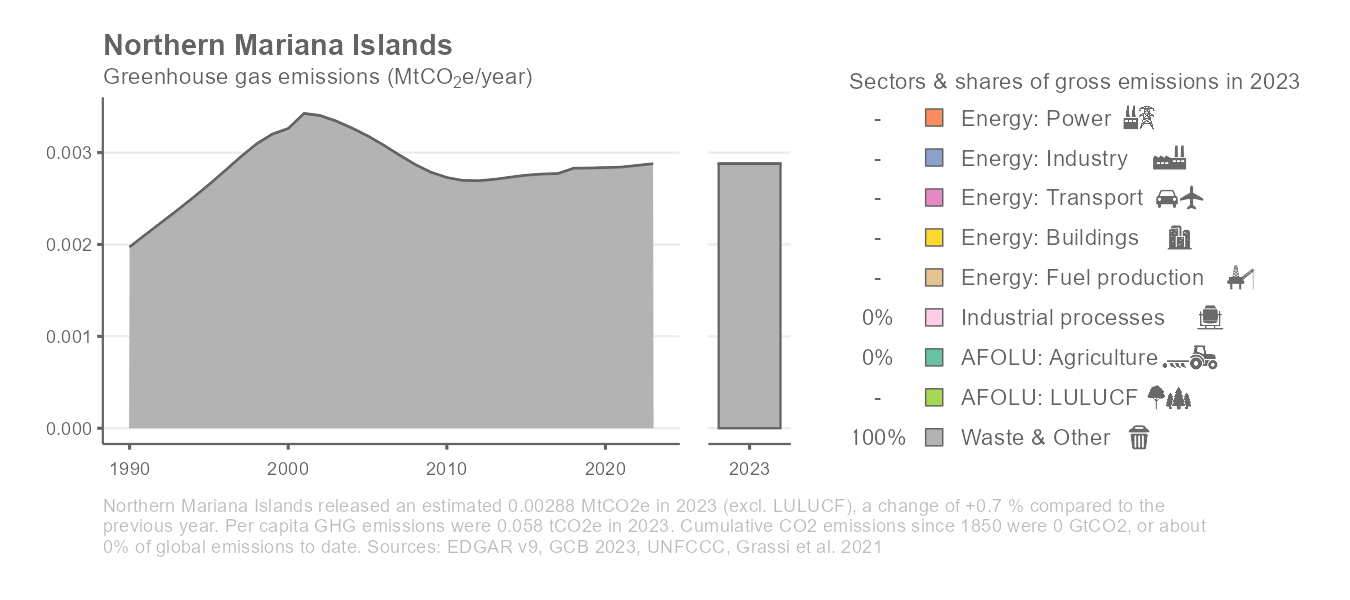 Northern Mariana Islands
Greenhouse gas emissions (MtCO₂e/year)
0.003
0.002
0.001
0.000
1990
2000
2010
2020
2023
Sectors & shares of gross emissions in 2023
- Energy: Power
- Energy: Industry
- Energy: Transport
- Energy: Buildings
- Energy: Fuel production
0% Industrial processes
0% AFOLU: Agriculture
- AFOLU: LULUCF
100% Waste & Other
Northern Mariana Islands released an estimated 0.00288 MtCO2e in 2023 (excl. LULUCF), a change of +0.7 % compared to the
previous year. Per capita GHG emissions were 0.058 tCO2e in 2023. Cumulative CO2 emissions since 1850 were 0 GtCO2, or about
0% of global emissions to date. Sources: EDGAR v9, GCB 2023, UNFCCC, Grassi et al. 2021